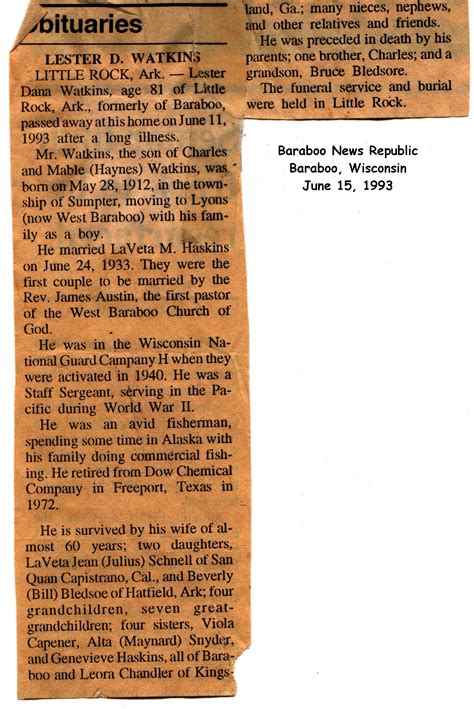 obituaries
LESTER D. WATKINS
LITTLE ROCK, Ark. — Lester
Dana Watkins, age 81 of Little
Rock, Ark., formerly of Baraboo,
passed away at his home on June 11,
1993 after a long illness.
Mr. Watkins, the son of Charles
and Mable (Haynes) Watkins, was
born on May 28, 1912, in the town-
ship of Sumpter, moving to Lyons
(now West Baraboo) with his fam-
ily as a boy.
He married LaVeta M. Haskins
on June 24, 1933. They were the
first couple to be married by the
Rev. James Austin, the first pastor
of the West Baraboo Church of
God.
He was in the Wisconsin Na-
tional Guard Campany H when they
were activated in 1940. He was a
Staff Sergeant, serving in the Pa-
cific during World War II.
He was an avid fisherman,
spending some time in Alaska with
his family doing commercial fish-
ing. He retired from Dow Chemical
Company in Freeport, Texas in
1972.
He is survived by his wife of al-
most 60 years; two daughters,
LaVeta Jean (Julius) Schnell of San
Quan Capistrano, Cal., and Beverly
(Bill) Bledsoe of Hatfield, Ark; four
grandchildren, seven great-
grandchildren; four sisters, Viola
Capener, Alta (Maynard) Snyder,
and Genevieve Haskins, all of Bara-
boo and Leora Chandler of Kings-
land, Ga.; many nieces, nephews,
and other relatives and friends.
He was preceded in death by his
parents; one brother, Charles; and a
grandson, Bruce Bledsore.
The funeral service and burial
were held in Little Rock.
Baraboo News Republic
Baraboo, Wisconsin
June 15, 1993